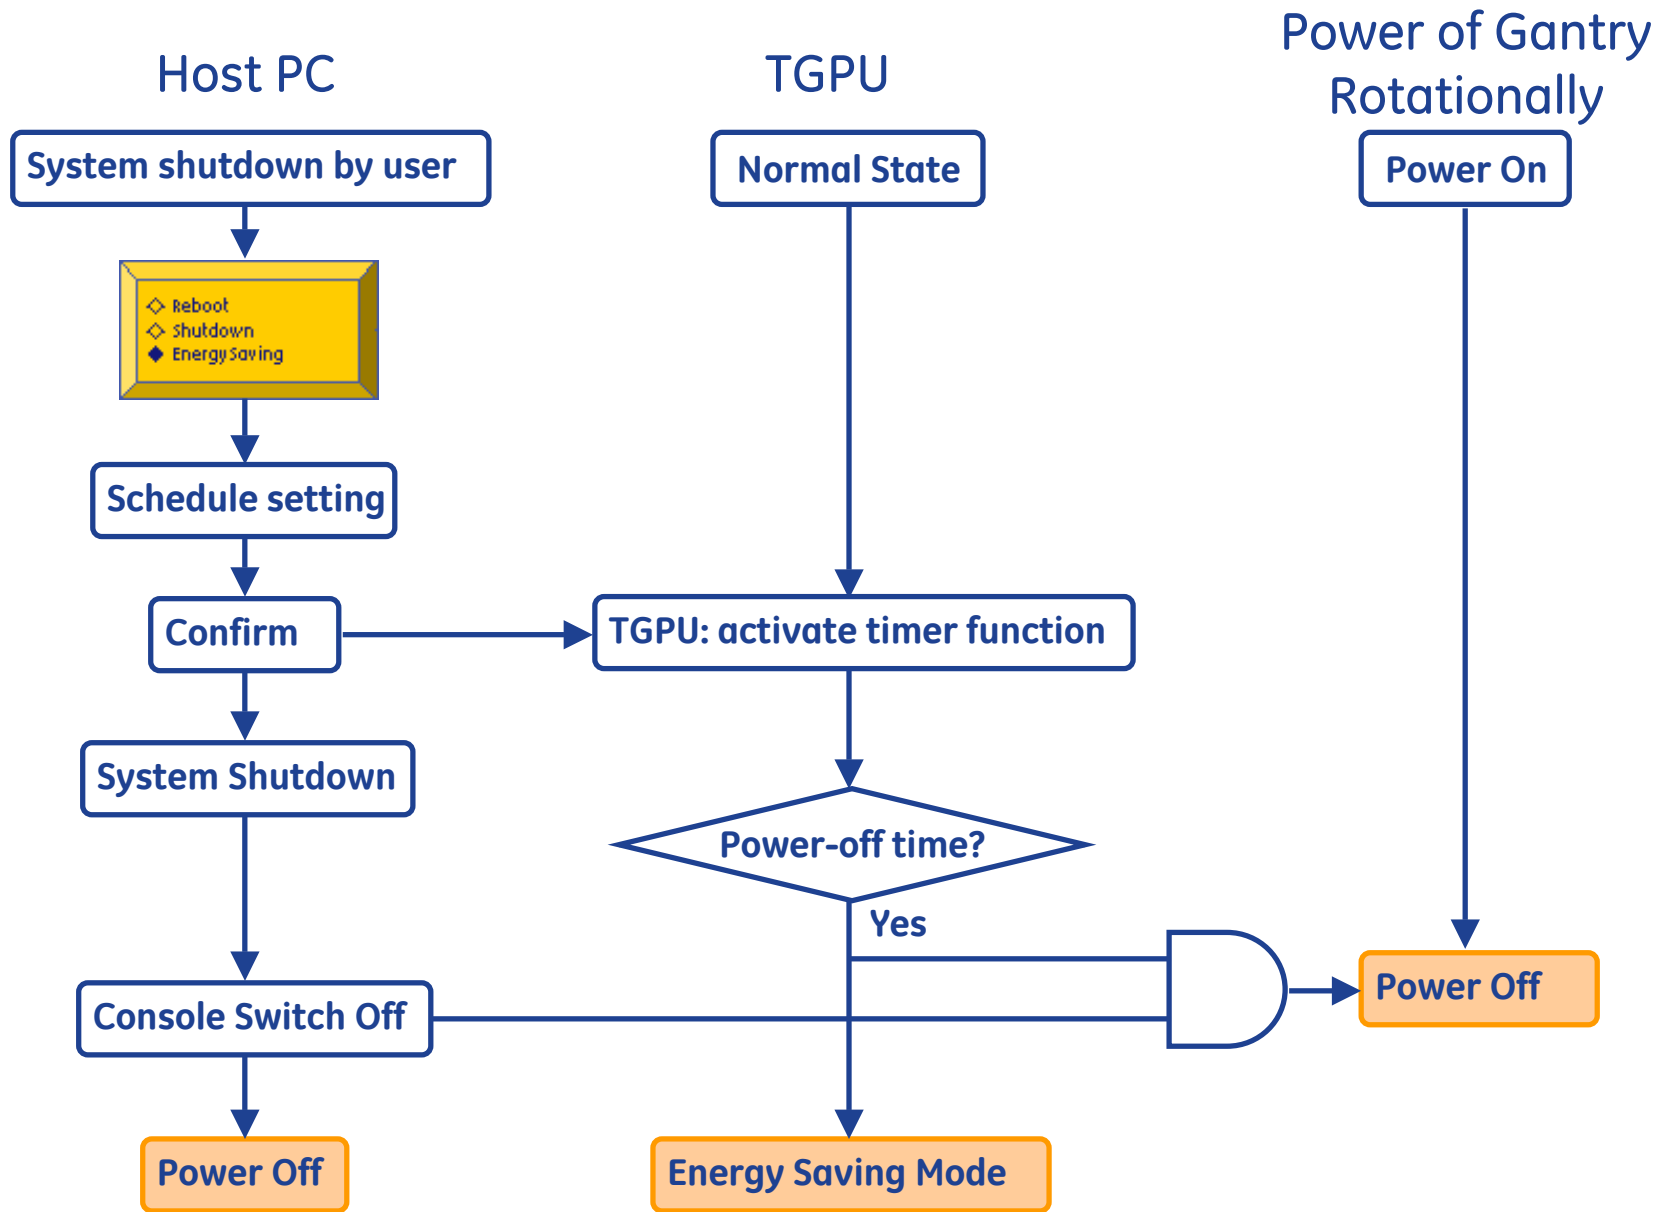 Host PC
TGPU
Power of Gantry
Rotationally
System shutdown by user
Normal State
Power On
Reboot
Shutdown
EnergySaving
Schedule setting
Confirm
TGPU: activate timer function
System Shutdown
Power-off time?
Yes
Console Switch Off
Power Off
Power Off
Energy Saving Mode